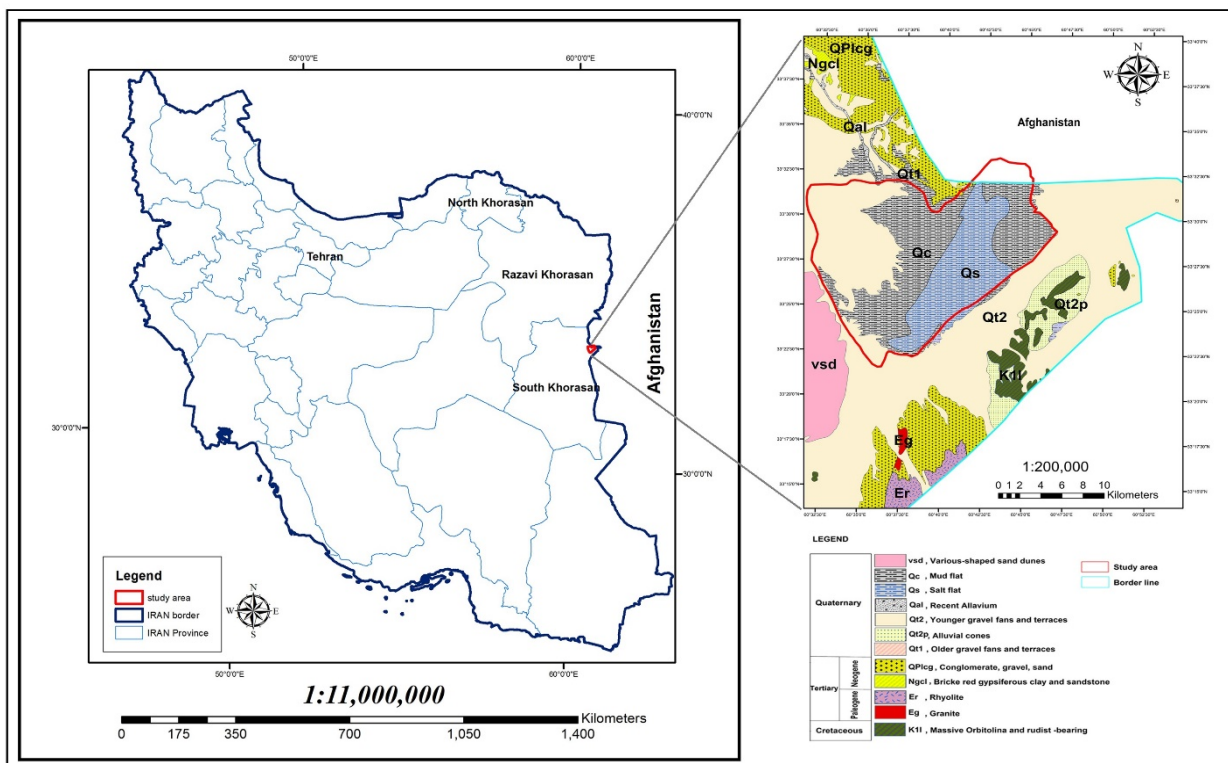 50°0'0"E
60°0'0"E
40°0'0"N
North Khorasan
Tehran
Razavi Khorasan
South Khorasan
Afghanistan
30°0'0"N
30°0'0"N
Legend
study area
IRAN border
IRAN Province
N
W
E
S
50°0'0"E
60°0'0"E
1:11,000,000
Kilometers
0 175 350 700 1,050 1,400
QPlcg
Ngcl
N
W
E
S
Afghanistan
Qal
Qt1
Qc
Qs
Qt2p
Qt2
vsd
K1l
Eg
Er
1:200,000
0 1 2 4 6 8 10
Kilometers
LEGEND
Quaternary
vsd , Various-shaped sand dunes
Qc , Mud flat
Qs , Salt flat
Qal , Recent Allavium
Qt2 , Younger gravel fans and terraces
Qt2p, Alluvial cones
Qt1 , Older gravel fans and terraces
Tertiary
Neogene
QPlcg , Conglomerate, gravel, sand
Ngcl , Bricke red gypsiferous clay and sandstone
Paleogene
Er , Rhyolite
Eg , Granite
Cretaceous
K1l , Massive Orbitolina and rudist -bearing
Study area
Border line